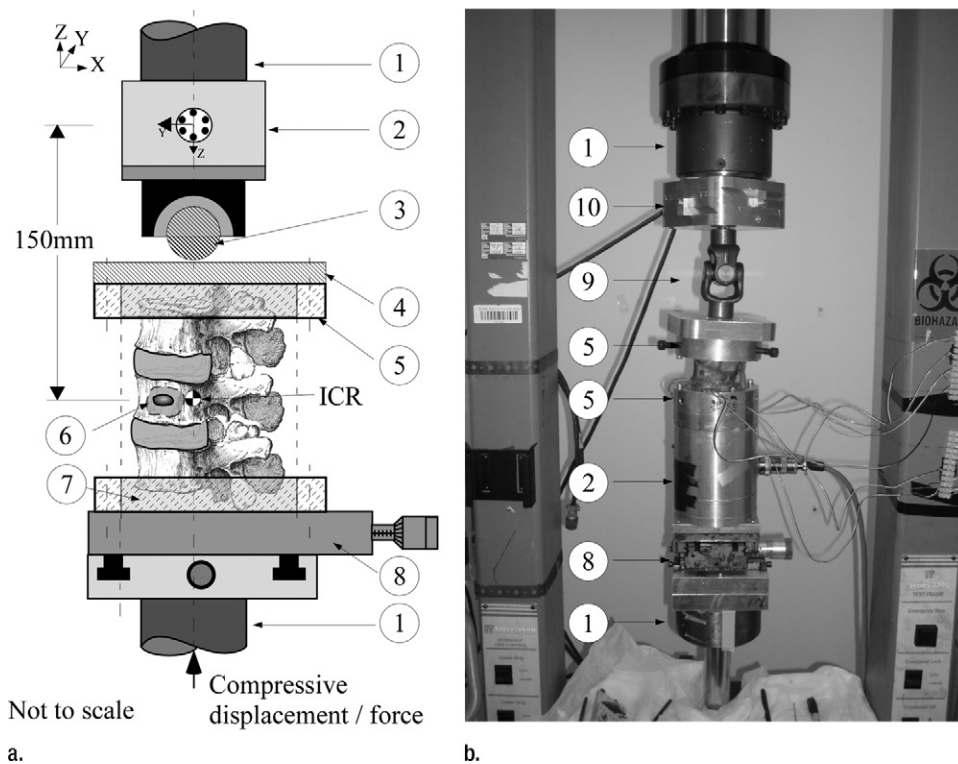 Z
Y
X
1
2
Y
Z
3
150mm
4
5
ICR
6
7
8
1
Compressive
displacement / force
Not to scale
a.
1
10
9
BIOHAZA
5
5
2
8
1
b.